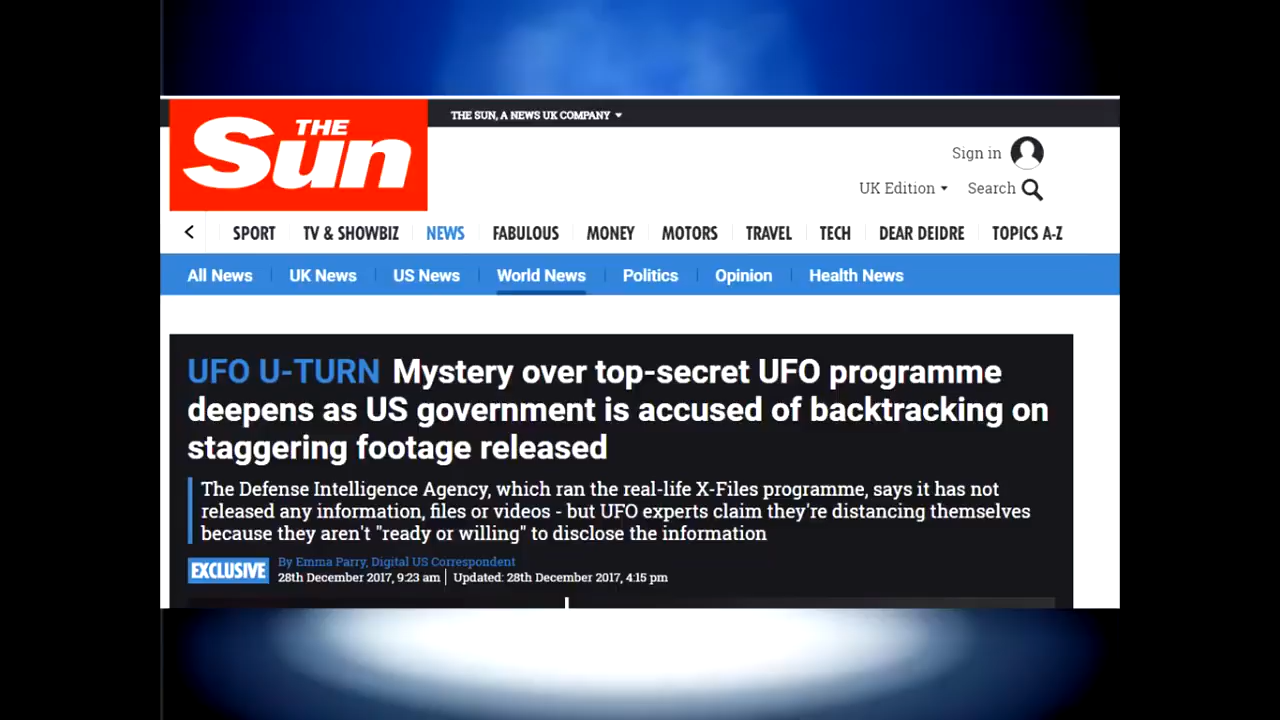 THE SUN, A NEWS UK COMPANY
THE
Sun
Sign in
UK Edition
Search
SPORT TV & SHOWBIZ NEWS FABULOUS MONEY MOTORS TRAVEL TECH DEAR DEIDRE TOPICS A-Z
All News UK News US News World News Politics Opinion Health News
UFO U-TURN Mystery over top-secret UFO programme
deepens as US government is accused of backtracking on
staggering footage released
The Defense Intelligence Agency, which ran the real-life X-Files programme, says it has not
released any information, files or videos - but UFO experts claim they're distancing themselves
because they aren't "ready or willing" to disclose the information
EXCLUSIVE
By Emma Parry, Digital US Correspondent
28th December 2017, 9:23 am | Updated: 28th December 2017, 4:15 pm